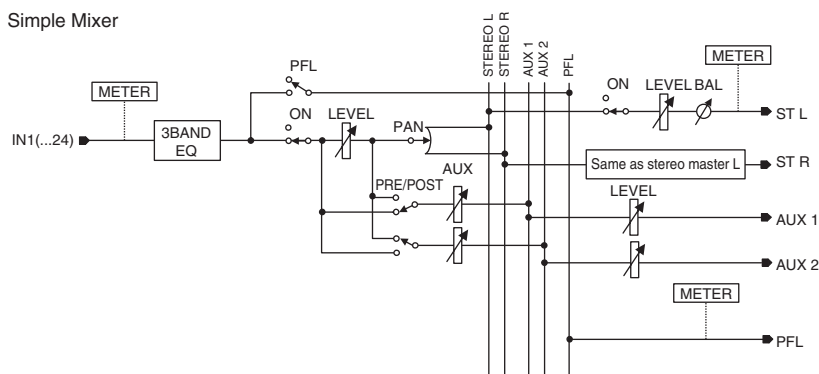 Simple Mixer
STEREO L
STEREO R
AUX 1
AUX 2
PFL
METER
METER
PFL
ON
LEVEL
BAL
ST L
ON
LEVEL
IN1(...24)
3BAND
EQ
PAN
Same as stereo master L
ST R
AUX
PRE/POST
LEVEL
AUX 1
AUX 2
METER
PFL